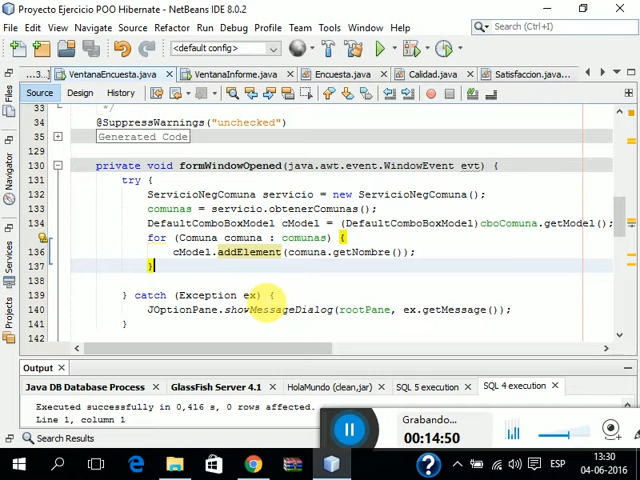 Proyecto Ejercicio POO Hibernate - NetBeans IDE 8.0.2
File Edit View Navigate Source Refactor Run Debug Profile Team Tools Window Help
Search (Ctrl+I)
<default config>
...3...] VentanaEncuesta.java VentanaInforme.java Encuesta.java Calidad.java Satisfaccion.java...
Source Design History
Files
Navigator
Services
33 */
34 @SuppressWarnings("unchecked")
35 Generated Code
129
130 private void formWindowOpened(java.awt.event.WindowEvent evt) {
131 try {
132 ServicioNegComuna servicio = new ServicioNegComuna();
133 comunas = servicio.obtenerComunas();
134 DefaultComboBoxModel cModel = (DefaultComboBoxModel)cboComuna.getModel();
for (Comuna comuna : comunas) {
136 cModel.addElement(comuna.getNombre());
137 }
138
139 } catch (Exception ex) {
140 JOptionPane.showMessageDialog(rootPane, ex.getMessage());
141 }
142
Output
Java DB Database Process GlassFish Server 4.1 HolaMundo (clean,jar) SQL 5 execution SQL 4 execution
Executed successfully in 0,416 s, 0 rows affected.
Line 1, column 1
Search Results
Grabando...
00:14:50
ESP
13:30
04-06-2016